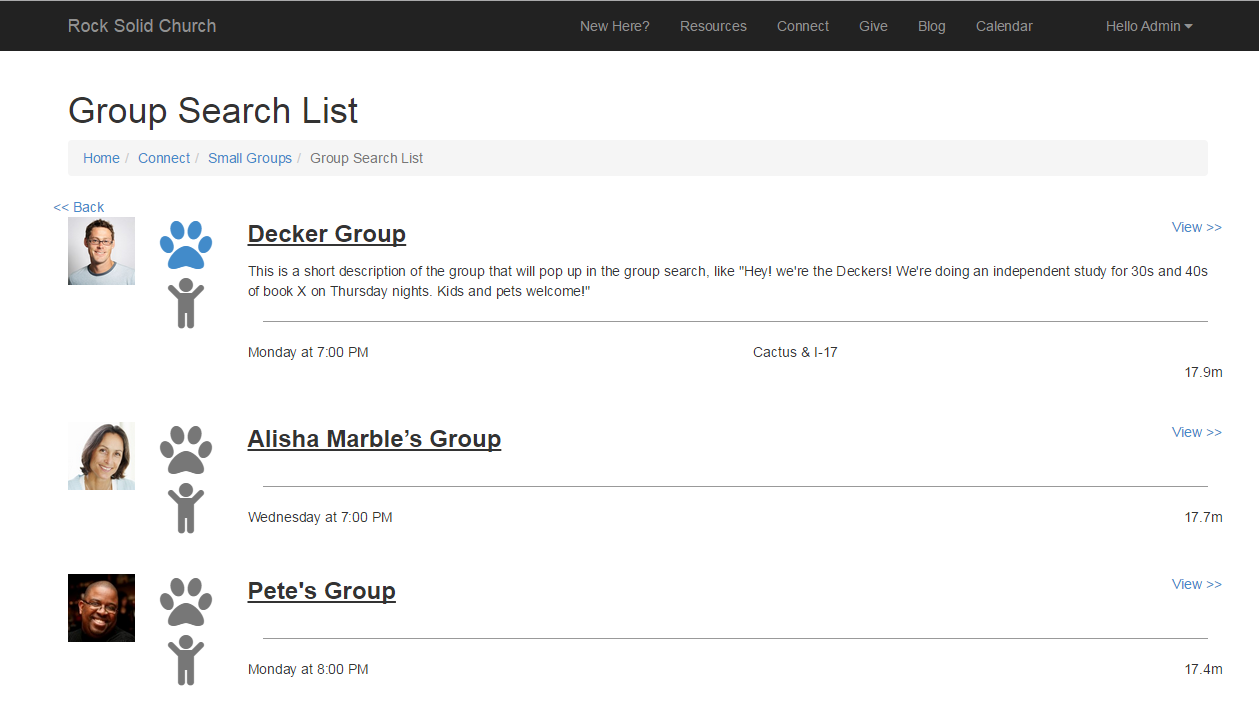 Rock Solid Church
New Here? Resources Connect Give Blog Calendar Hello Admin
Group Search List
Home / Connect / Small Groups / Group Search List
<< Back
Decker Group
View >>
This is a short description of the group that will pop up in the group search, like "Hey! we're the Deckers! We're doing an independent study for 30s and 40s
of book X on Thursday nights. Kids and pets welcome!"
Monday at 7:00 PM
Cactus & I-17
17.9m
Alisha Marble’s Group
View >>
Wednesday at 7:00 PM
17.7m
Pete's Group
View >>
Monday at 8:00 PM
17.4m